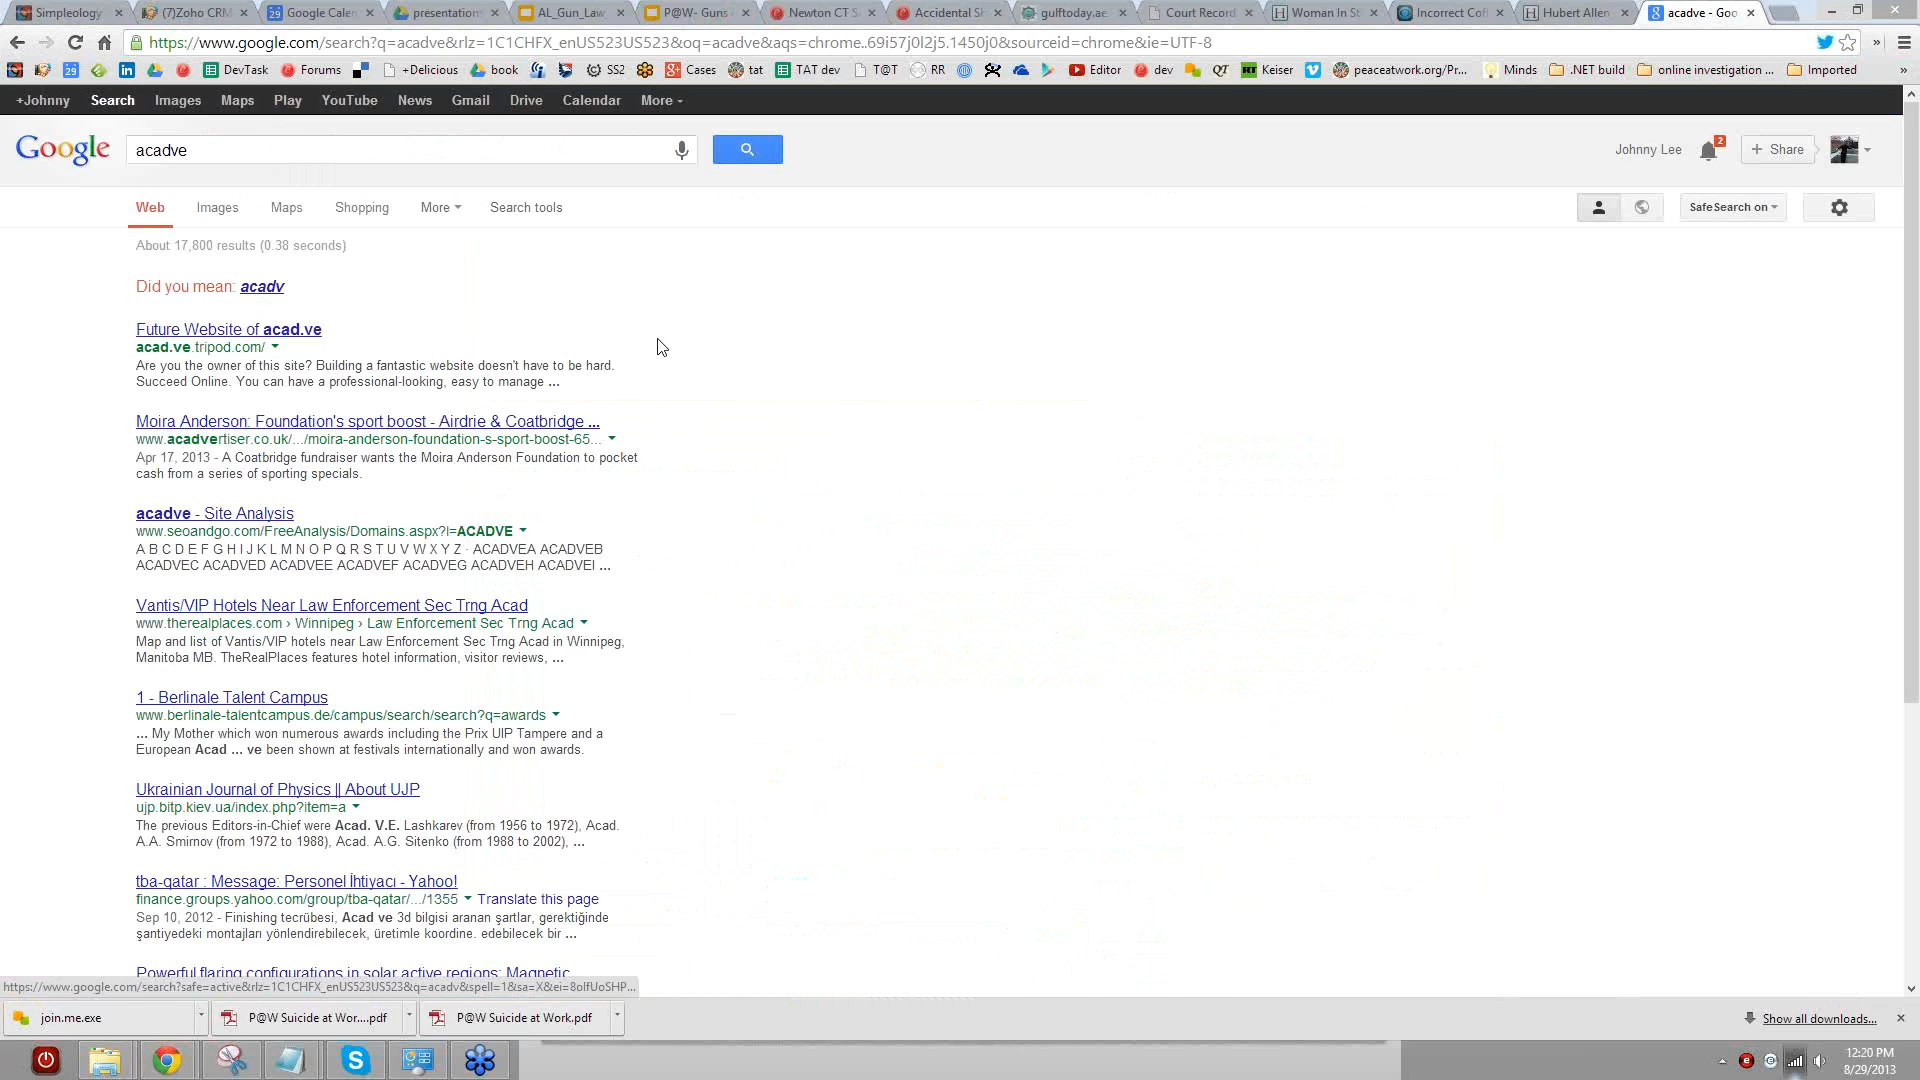 Simpleology
(7)Zoho CRM
Google Cale
presentation
AL_Gun_Law
P@W- Guns
Newton CT S
Accidental S
gulftoday.ae
Court Record
Woman In St
Incorrect Cof
Hubert Allen
acadve - Goo
https://www.google.com/search?q=acadve&rlz=1C1CHFX_enUS523US523&oq=acadve&aqs=chrome..69i57j0l2j5.1450j0&sourceid=chrome&ie=UTF-8
29 DevTask Forums +Delicious book SS2 Cases tat TAT dev T@T RR Editor dev QT RT Keiser peaceatwork.org/Pr... Minds .NET build online investigation ... Imported »
+Johnny Search Images Maps Play YouTube News Gmail Drive Calendar More
Google acadve Johnny Lee 2 + Share
Web Images Maps Shopping More Search tools SafeSearch on
About 17,800 results (0.38 seconds)
Did you mean: acadv
Future Website of acad.ve
acad.ve.tripod.com/
Are you the owner of this site? Building a fantastic website doesn't have to be hard.
Succeed Online. You can have a professional-looking, easy to manage ...
Moira Anderson: Foundation's sport boost - Airdrie & Coatbridge ...
www.acadvertiser.co.uk/.../moira-anderson-foundation-s-sport-boost-65...
Apr 17, 2013 - A Coatbridge fundraiser wants the Moira Anderson Foundation to pocket
cash from a series of sporting specials.
acadve - Site Analysis
www.seoandgo.com/FreeAnalysis/Domains.aspx?l=ACADVE
A B C D E F G H I J K L M N O P Q R S T U V W X Y Z · ACADVEA ACADVEB
ACADVEC ACADVED ACADVEE ACADVEF ACADVEG ACADVEH ACADVEI ...
Vantis/VIP Hotels Near Law Enforcement Sec Trng Acad
www.therealplaces.com › Winnipeg › Law Enforcement Sec Trng Acad
Map and list of Vantis/VIP hotels near Law Enforcement Sec Trng Acad in Winnipeg,
Manitoba MB. TheRealPlaces features hotel information, visitor reviews, ...
1 - Berlinale Talent Campus
www.berlinale-talentcampus.de/campus/search/search?q=awards
... My Mother which won numerous awards including the Prix UIP Tampere and a
European Acad ... ve been shown at festivals internationally and won awards.
Ukrainian Journal of Physics || About UJP
ujp.bitp.kiev.ua/index.php?item=a
The previous Editors-in-Chief were Acad. V.E. Lashkarev (from 1956 to 1972), Acad.
A.A. Smirnov (from 1972 to 1988), Acad. A.G. Sitenko (from 1988 to 2002), ...
tba-qatar : Message: Personel İhtiyacı - Yahoo!
finance.groups.yahoo.com/group/tba-qatar/.../1355 Translate this page
Sep 10, 2012 - Finishing tecrübesi, Acad ve 3d bilgisi aranan şartlar, gerektiğinde
şantiyedeki montajları yönlendirebilecek, üretimle koordine. edebilecek bir ...
Powerful flaring configurations in solar active regions: Magnetic
https://www.google.com/search?safe=active&rlz=1C1CHFX_enUS523US523&q=acadv&spell=1&sa=X&ei=8olfUoSHP...
join.me.exe P@W Suicide at Wor....pdf P@W Suicide at Work.pdf Show all downloads...
12:20 PM
8/29/2013